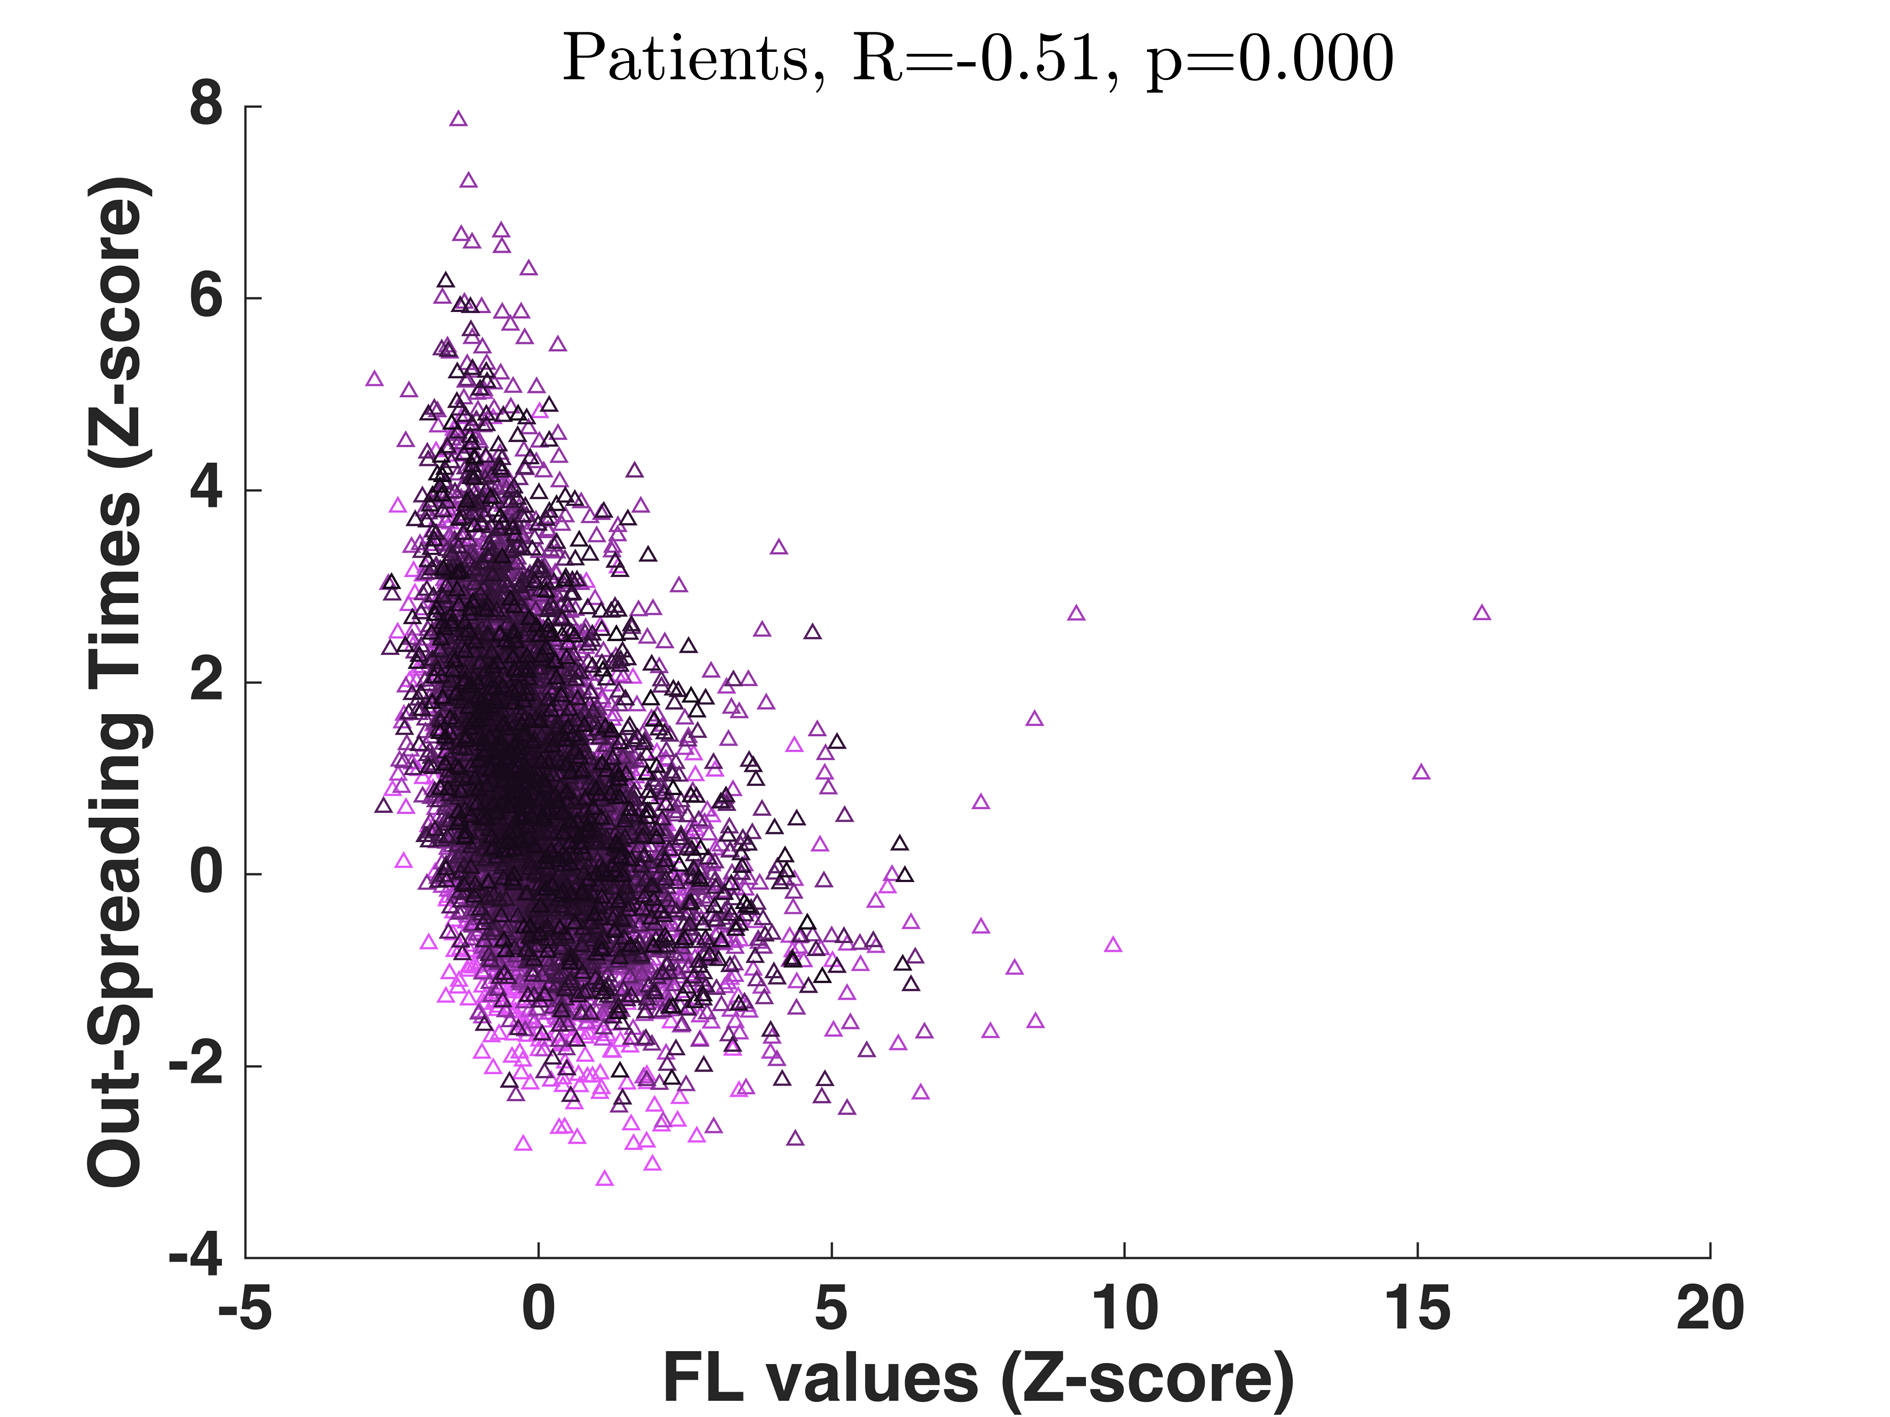 Patients, R=-0.51, p=0.000
8
6
4
2
0
-2
-4
Out-Spreading Times (Z-score)
-5 0 5 10 15 20
FL values (Z-score)